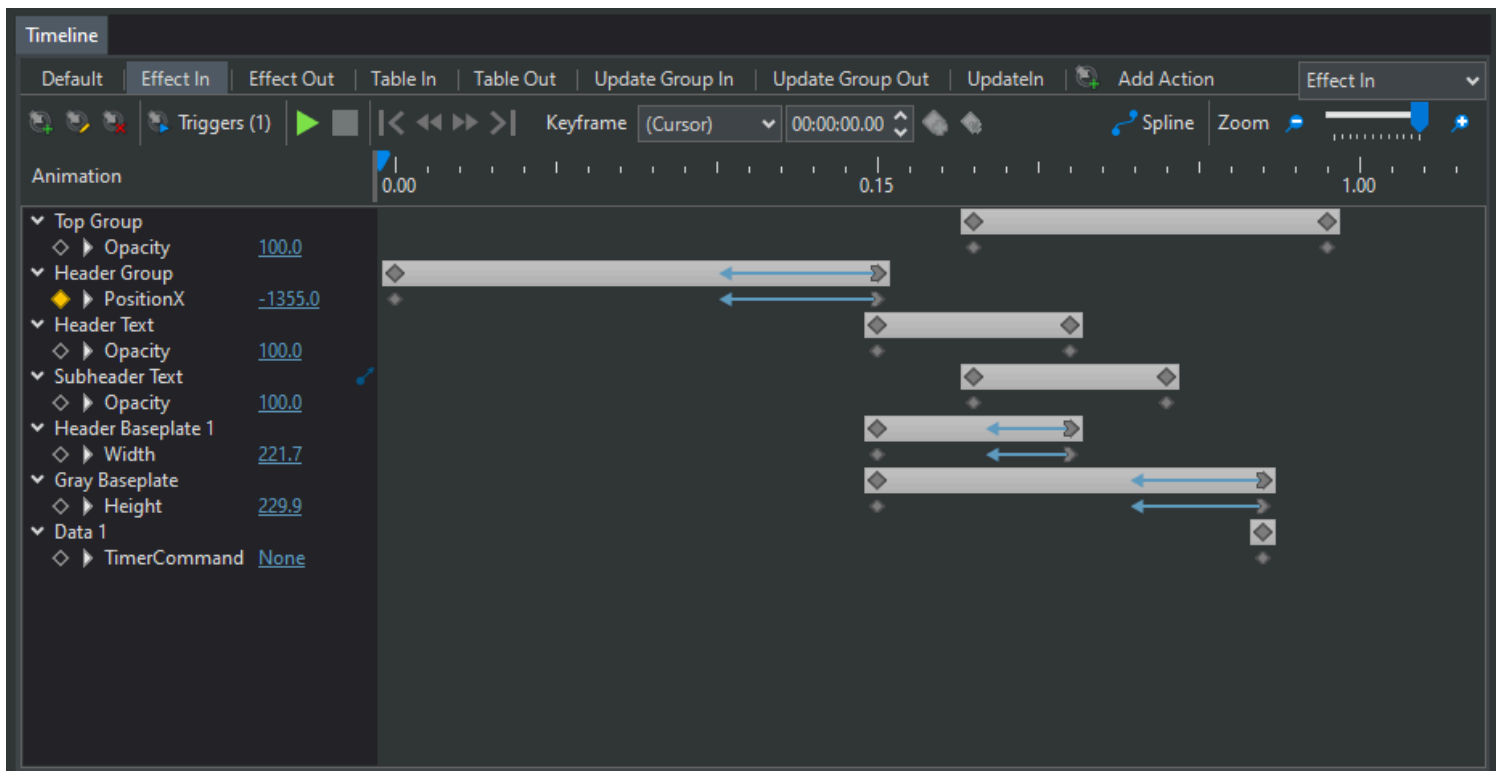 Timeline
Default | Effect In | Effect Out | Table In | Table Out | Update Group In | Update Group Out | UpdateIn | Add Action Effect In
Triggers (1) Keyframe (Cursor) 00:00:00.00 Spline Zoom
Animation 0.00 0.15 1.00
Top Group
Opacity 100.0
Header Group
PositionX -1355.0
Header Text
Opacity 100.0
Subheader Text
Opacity 100.0
Header Baseplate 1
Width 221.7
Gray Baseplate
Height 229.9
Data 1
TimerCommand None